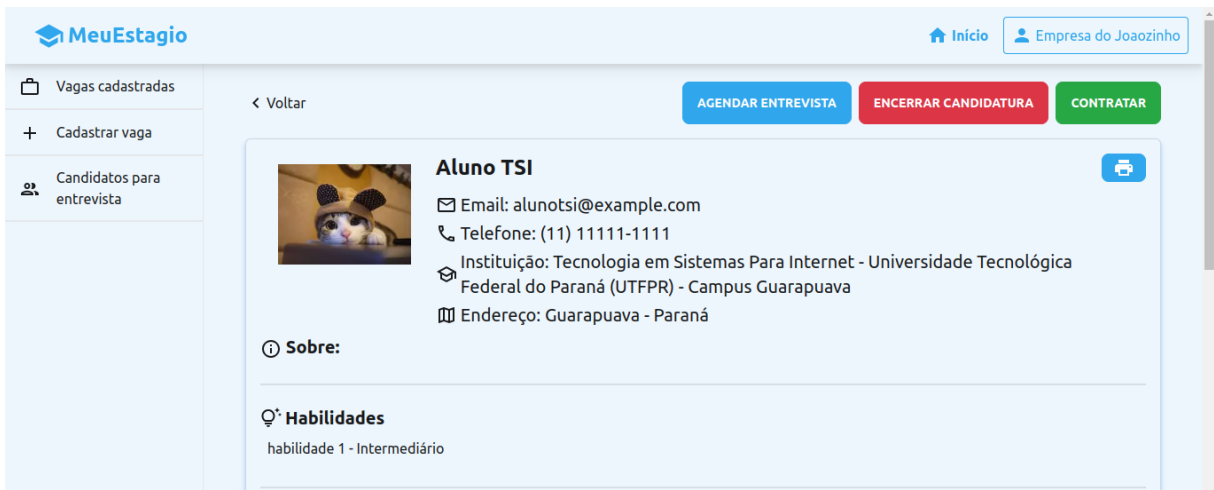 MeuEstagio
Início
Empresa do Joaozinho
Vagas cadastradas
Cadastrar vaga
Candidatos para
entrevista
Voltar
AGENDAR ENTREVISTA
ENCERRAR CANDIDATURA
CONTRATAR
Aluno TSI
Email: alunotsi@example.com
Telefone: (11) 11111-1111
Instituição: Tecnologia em Sistemas Para Internet - Universidade Tecnológica
Federal do Paraná (UTFPR) - Campus Guarapuava
Endereço: Guarapuava - Paraná
Sobre:
Habilidades
habilidade 1 - Intermediário